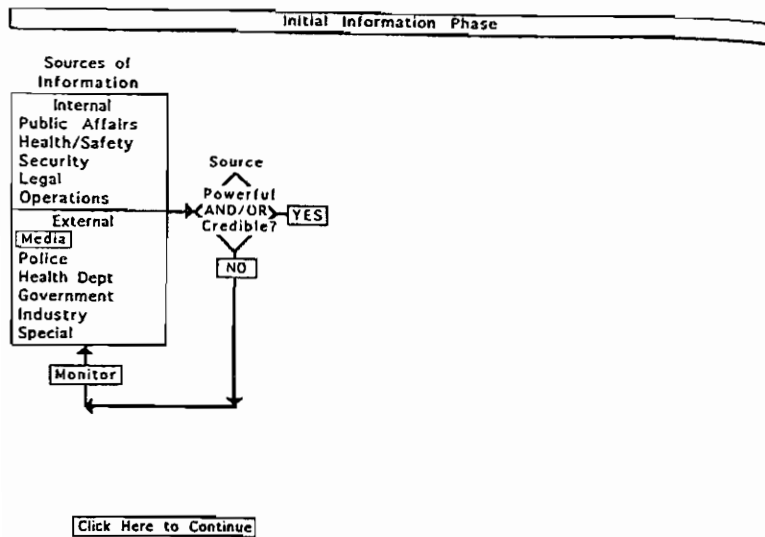 Initial Information Phase
Sources of
Information
Internal
Public Affairs
Health/Safety
Security
Legal
Operations
External
Media
Police
Health Dept
Government
Industry
Special
Monitor
Source
Powerful
AND/OR
Credible?
YES
NO
Click Here to Continue